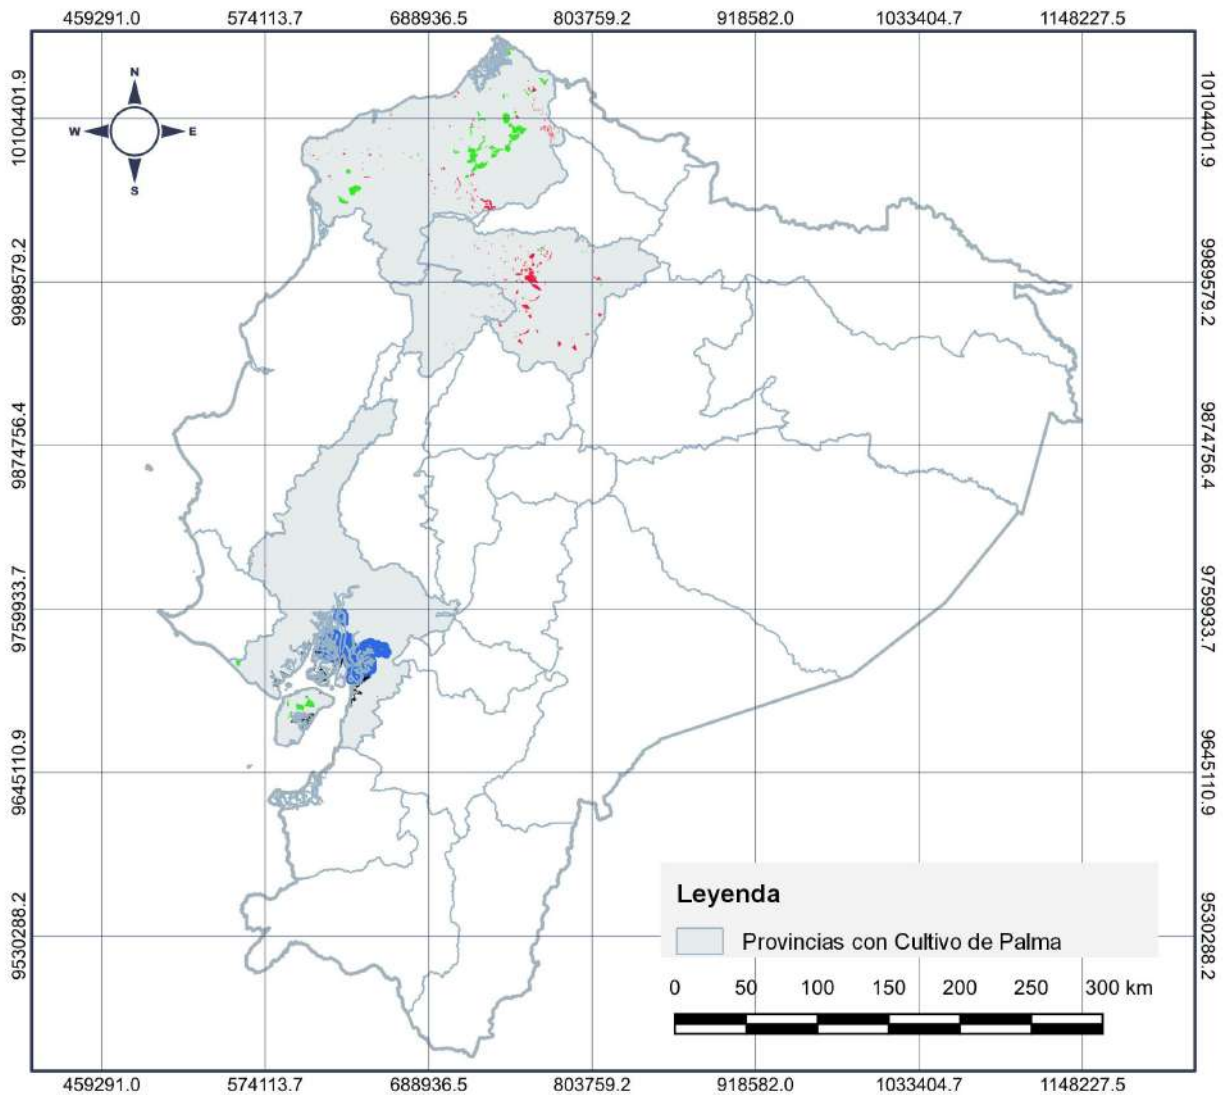 459291.0 574113.7 688936.5 803759.2 918582.0 1033404.7 1148227.5
N
W E
S
10104401.9
9989579.2
9874756.4
9759933.7
9645110.9
9530288.2
10104401.9
9989579.2
9874756.4
9759933.7
9645110.9
9530288.2
Leyenda
Provincias con Cultivo de Palma
0 50 100 150 200 250 300 km
459291.0 574113.7 688936.5 803759.2 918582.0 1033404.7 1148227.5